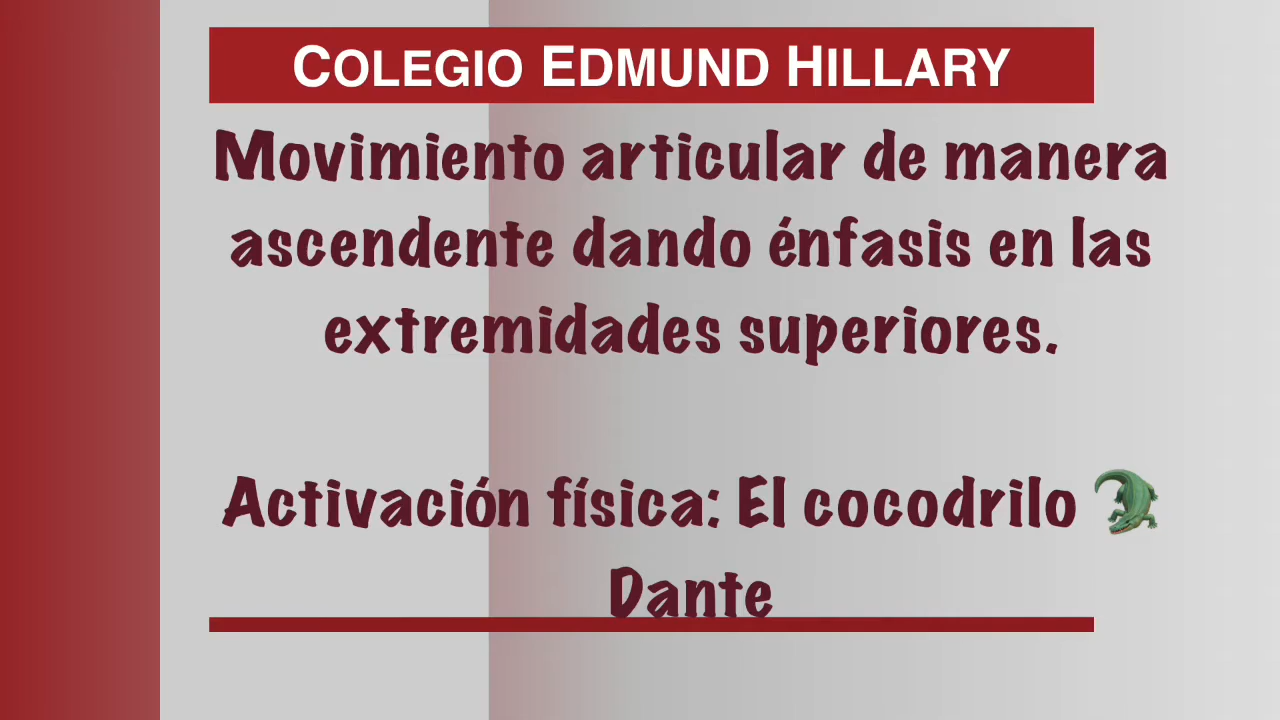 COLEGIO EDMUND HILLARY
Movimiento articular de manera
ascendente dando énfasis en las
extremidades superiores.
Activación física: El cocodrilo 🐊
Dante